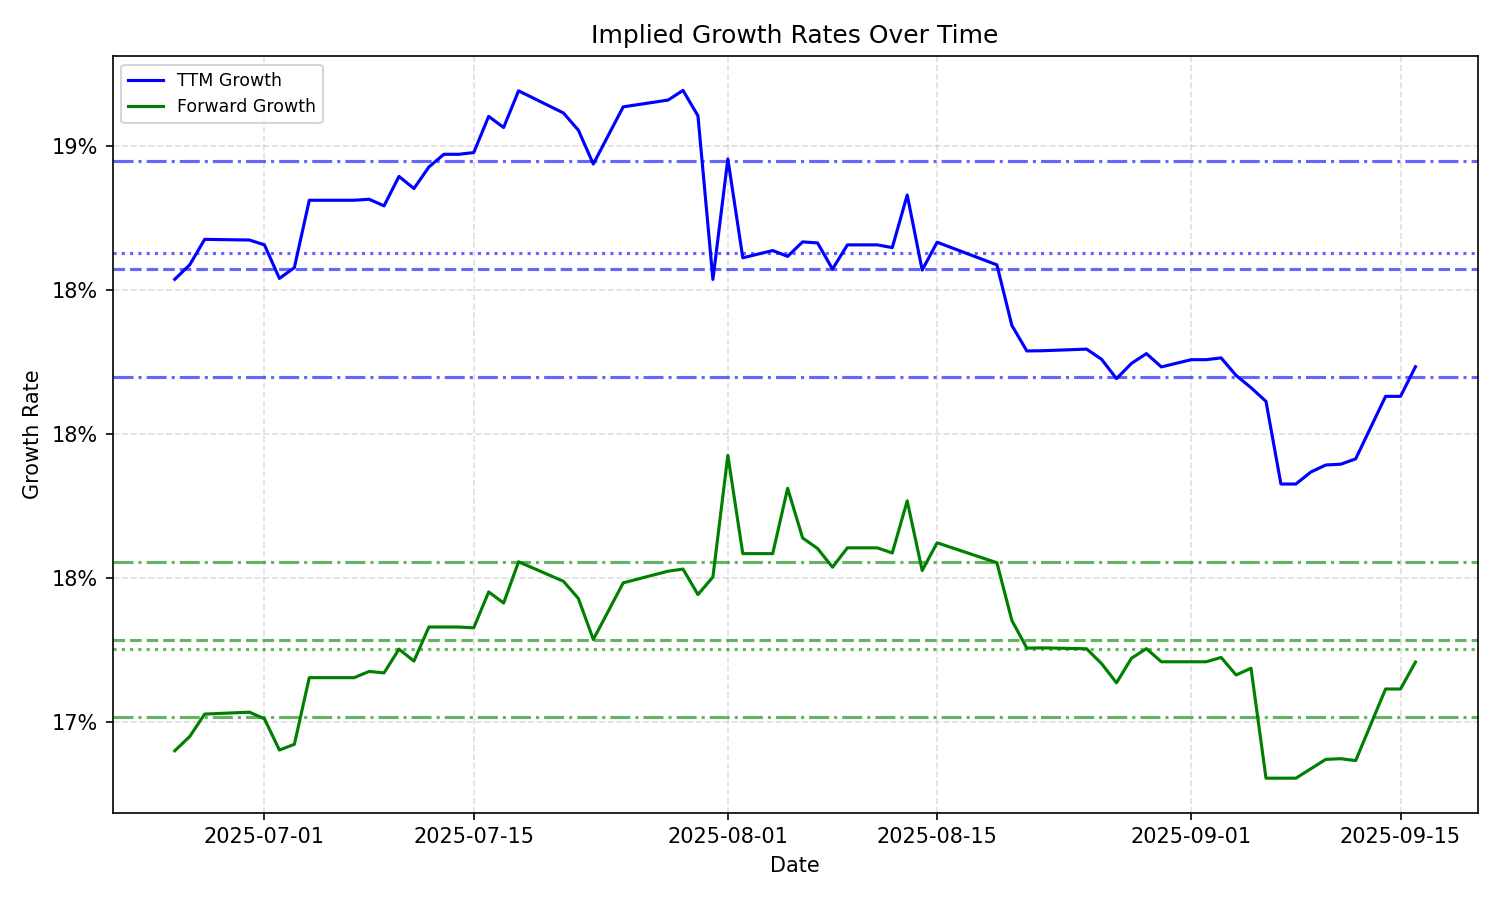 Implied Growth Rates Over Time
TTM Growth
Forward Growth
19%
18%
18%
18%
17%
Growth Rate
2025-07-01
2025-07-15
2025-08-01
2025-08-15
2025-09-01
2025-09-15
Date